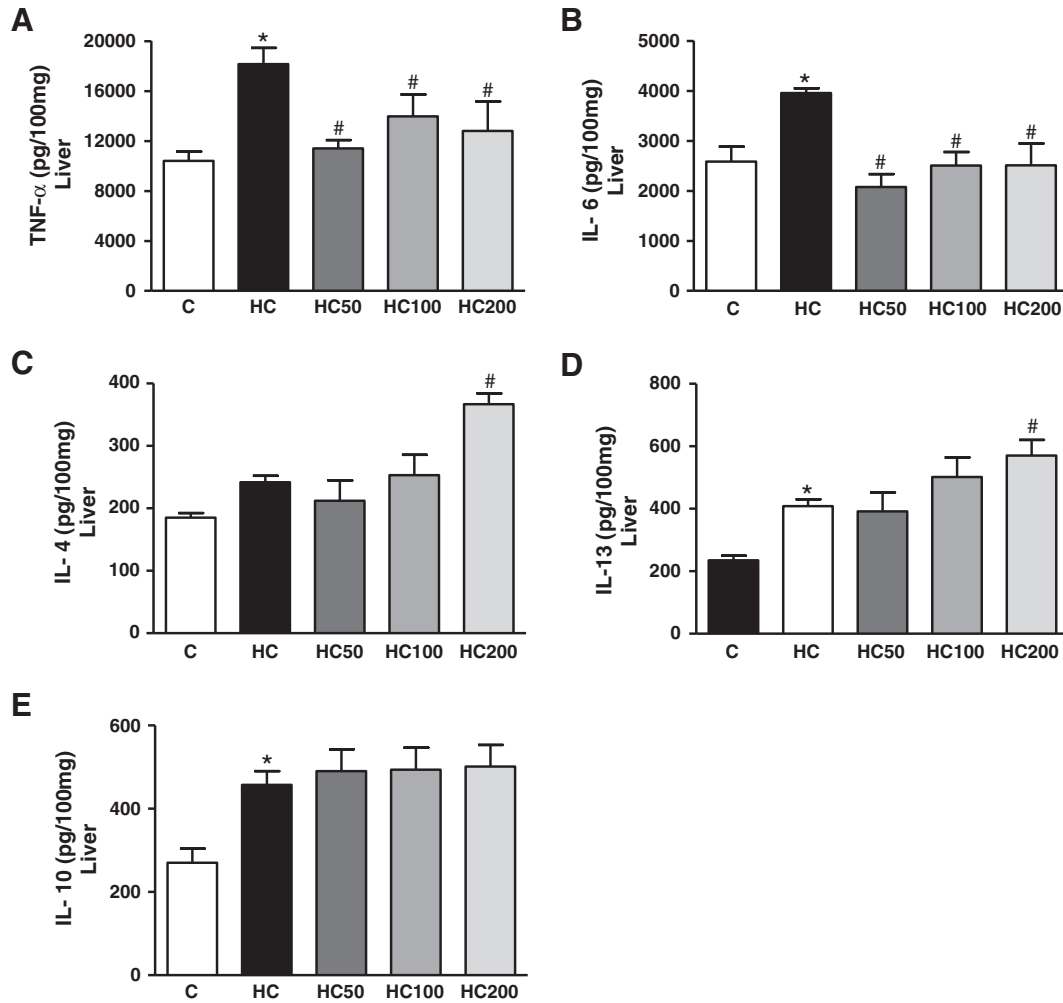 A
TNF-α (pg/100mg)
Liver
20000
16000
12000
8000
4000
0
*
#
#
#
C HC HC50 HC100 HC200
B
IL- 6 (pg/100mg)
Liver
5000
4000
3000
2000
1000
0
*
#
#
#
C HC HC50 HC100 HC200
C
IL- 4 (pg/100mg)
Liver
400
300
200
100
0
#
C HC HC50 HC100 HC200
D
IL-13 (pg/100mg)
Liver
800
600
400
200
0
*
#
C HC HC50 HC100 HC200
E
IL- 10 (pg/100mg)
Liver
600
400
200
0
*
C HC HC50 HC100 HC200